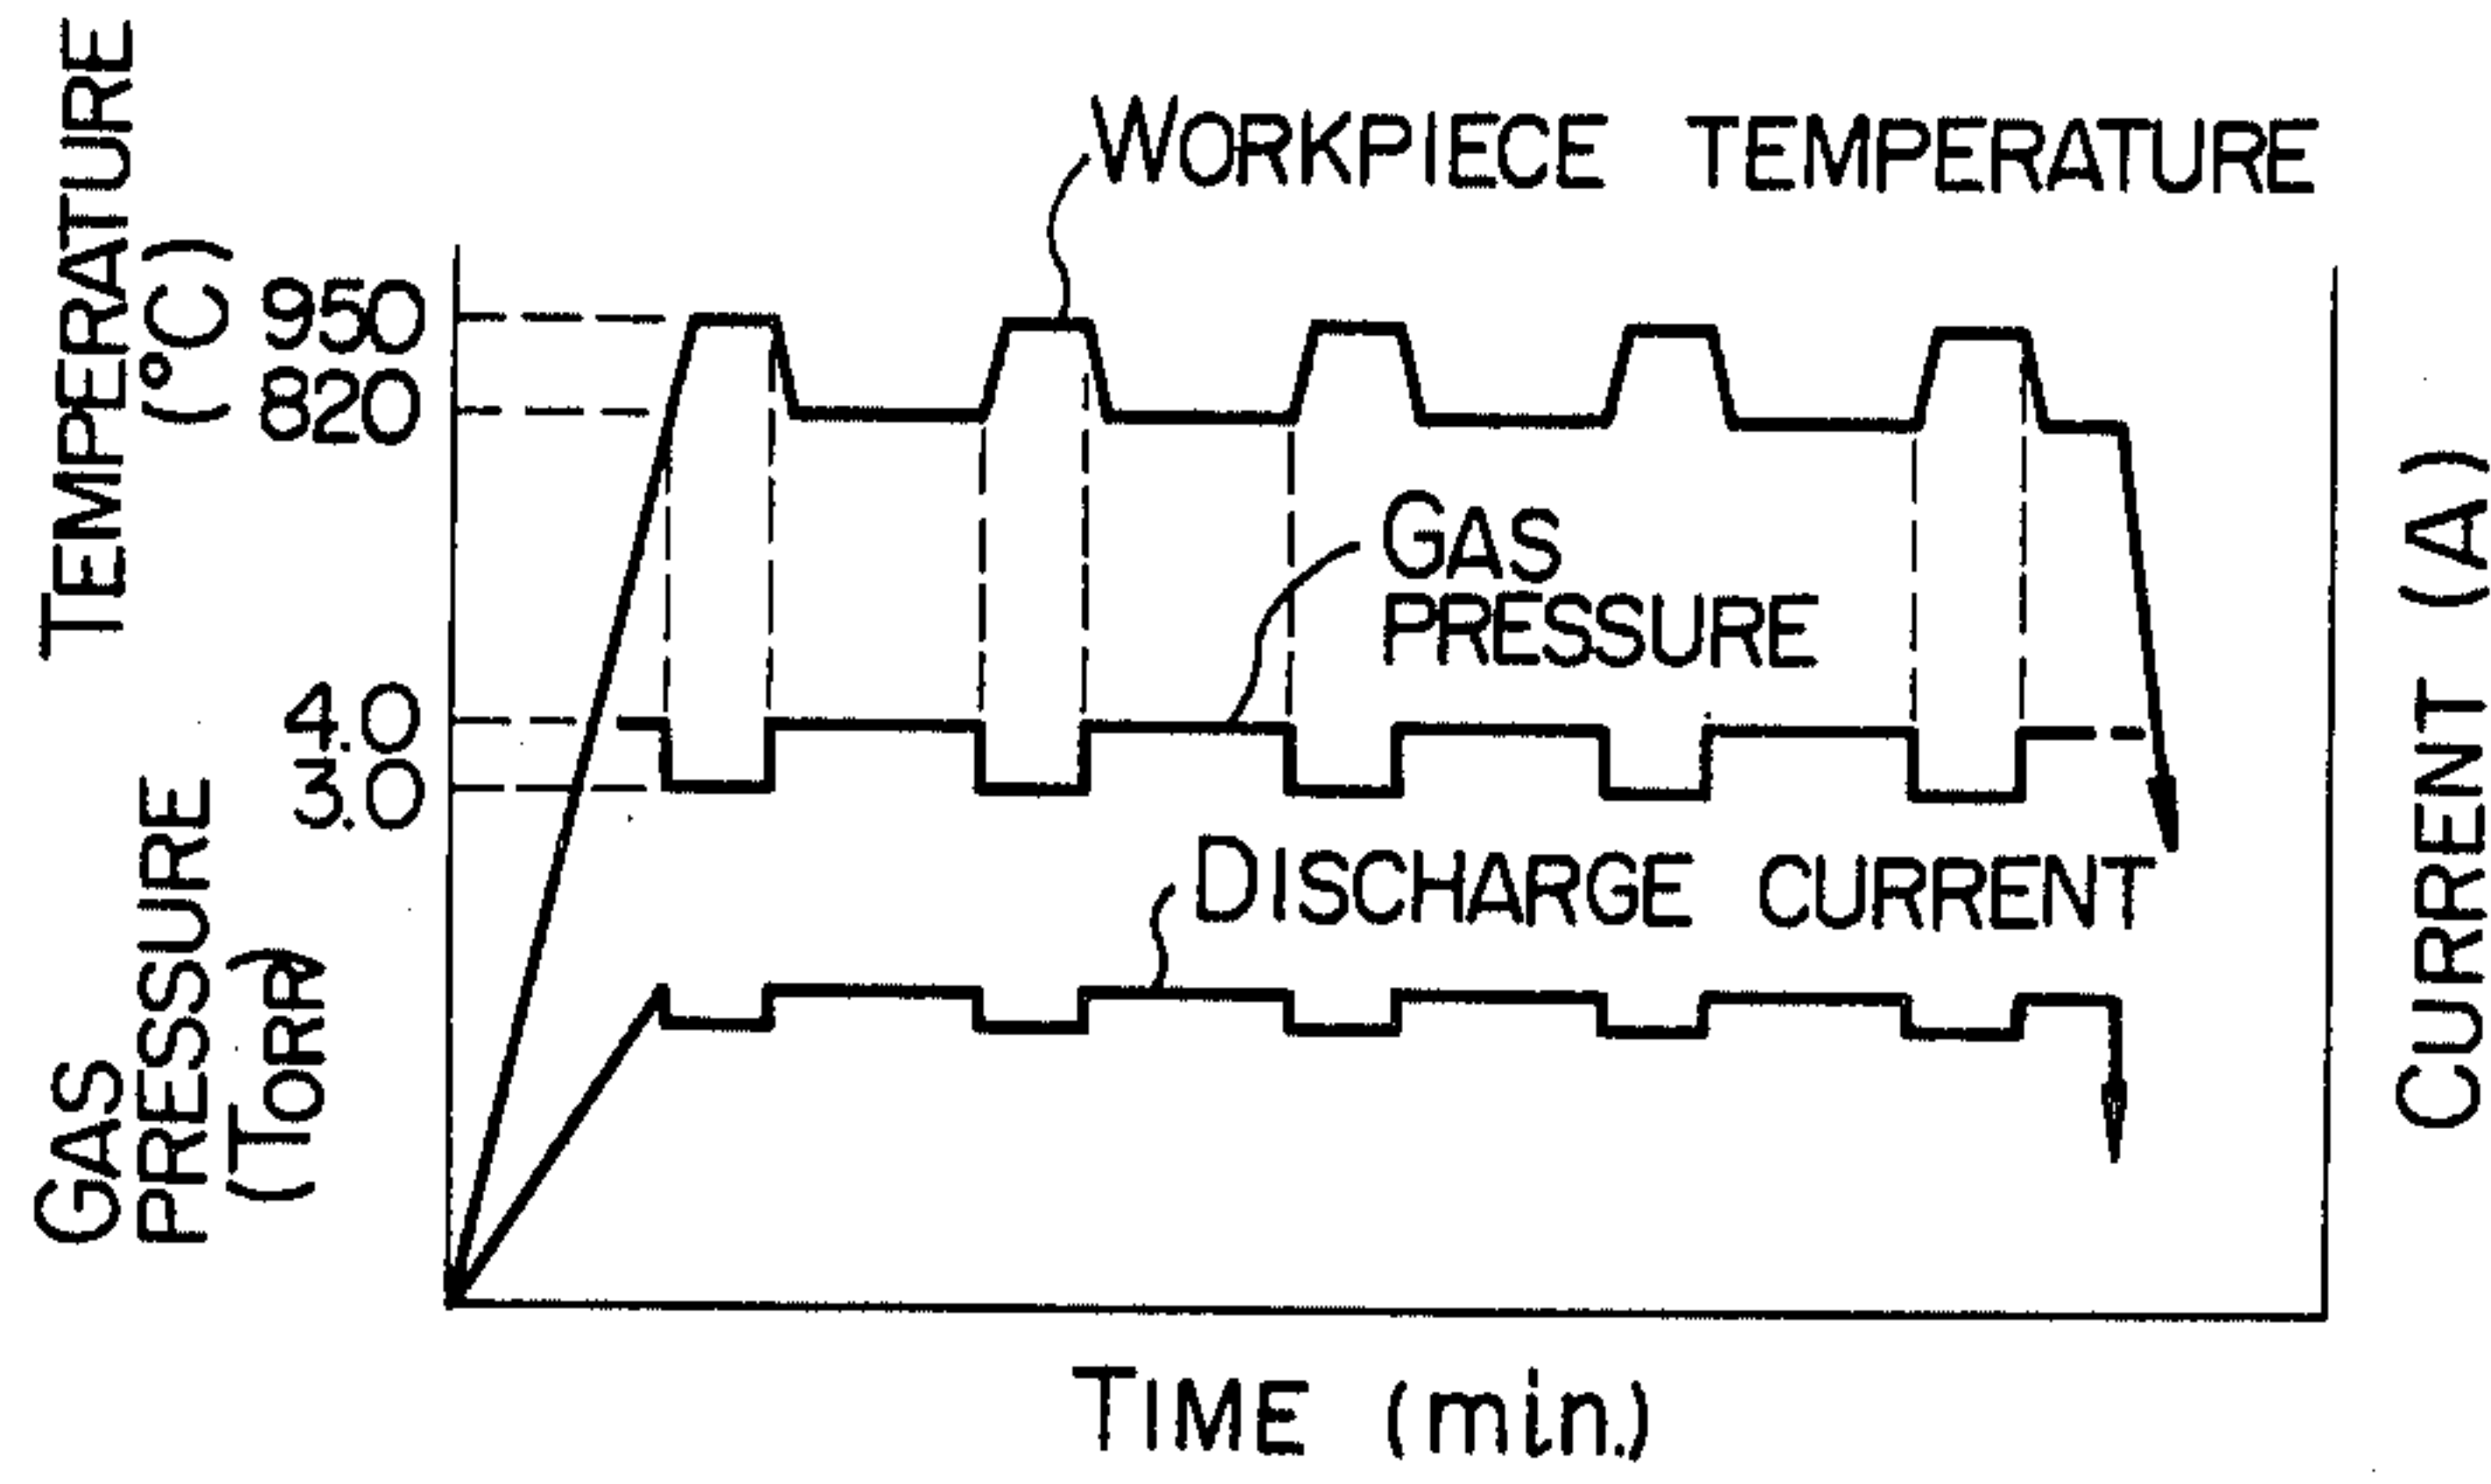 TEMPERATURE
(°C)
WORKPIECE TEMPERATURE
950
820
GAS
PRESSURE
4.0
3.0
DISCHARGE CURRENT
GAS
PRESSURE
(TORR)
CURRENT (A)
TIME (min.)